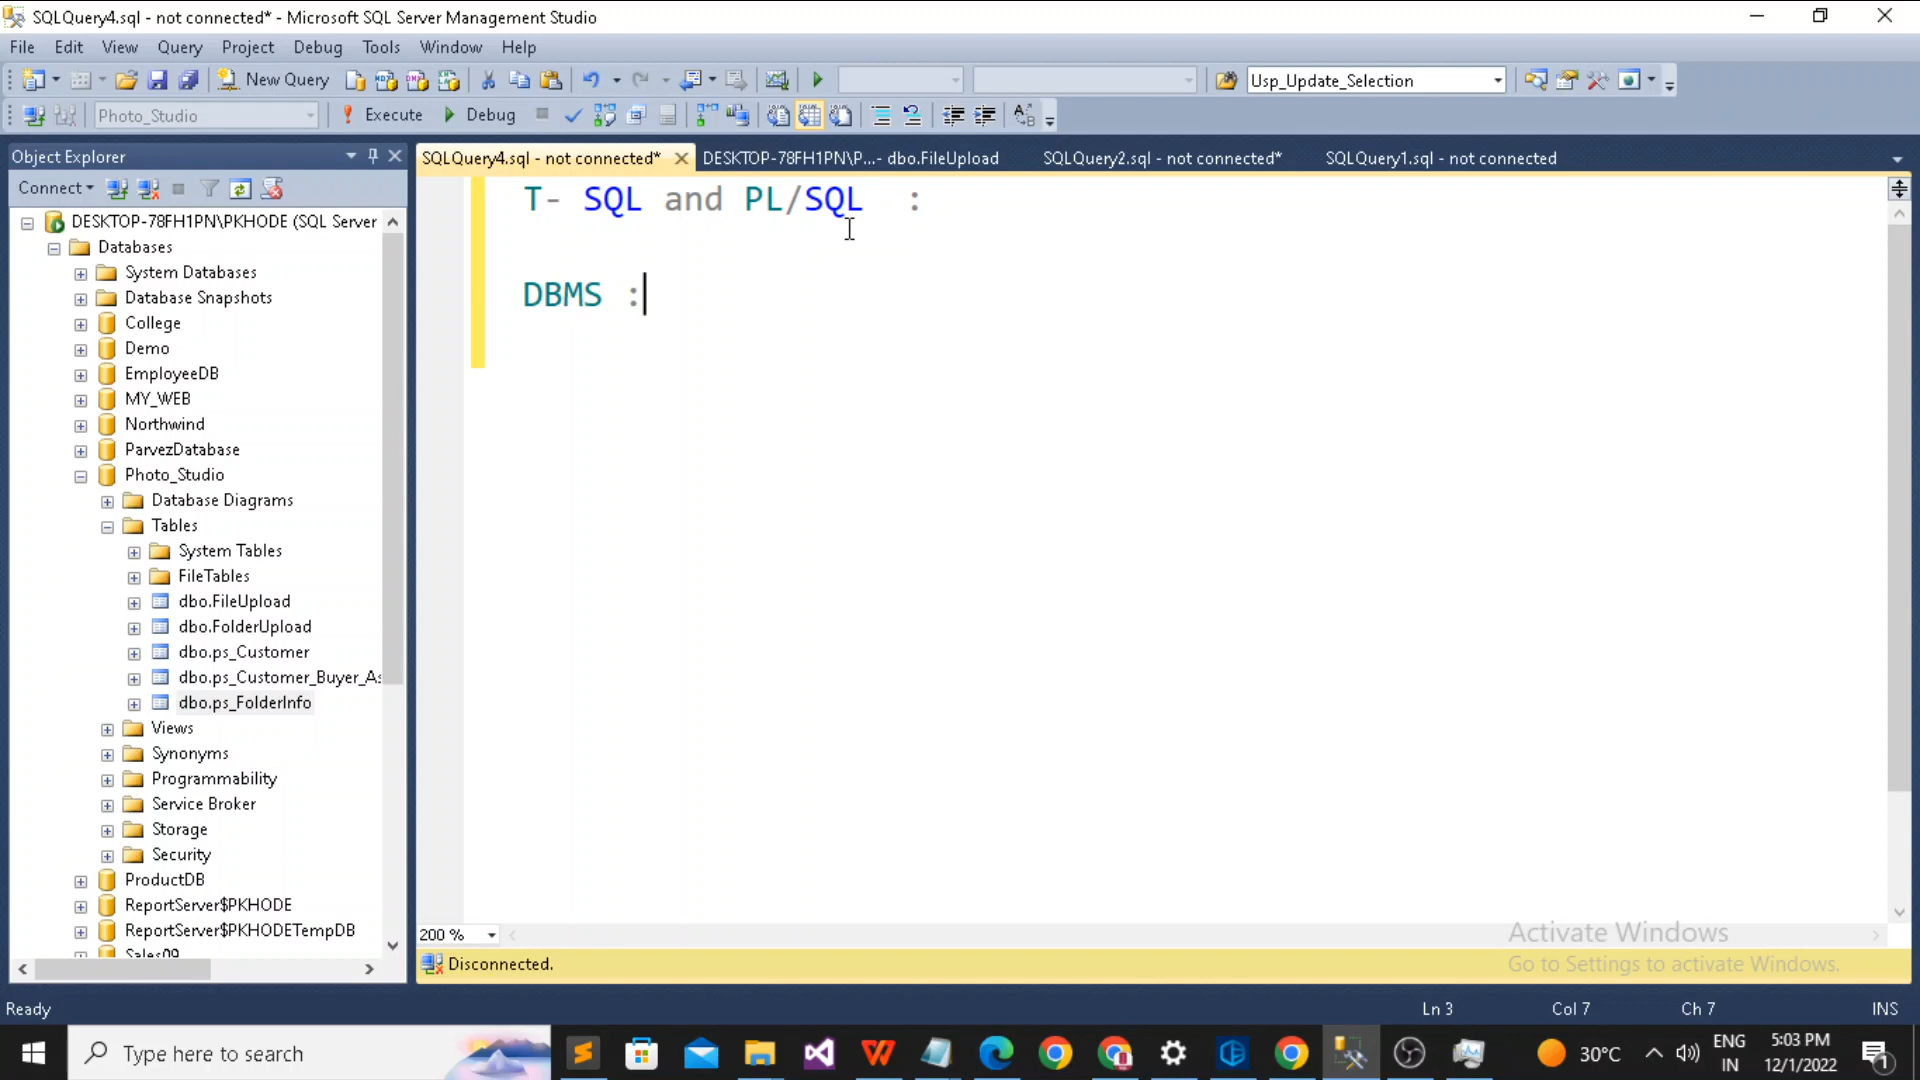 SQLQuery4.sql - not connected* - Microsoft SQL Server Management Studio
File Edit View Query Project Debug Tools Window Help
New Query Usp_Update_Selection
Photo_Studio Execute Debug
Object Explorer
SQLQuery4.sql - not connected* DESKTOP-78FH1PN\P...- dbo.FileUpload SQLQuery2.sql - not connected* SQLQuery1.sql - not connected
Connect
DESKTOP-78FH1PN\PKHODE (SQL Server
Databases
System Databases
Database Snapshots
College
Demo
EmployeeDB
MY_WEB
Northwind
ParvezDatabase
Photo_Studio
Database Diagrams
Tables
System Tables
FileTables
dbo.FileUpload
dbo.FolderUpload
dbo.ps_Customer
dbo.ps_Customer_Buyer_As
dbo.ps_FolderInfo
Views
Synonyms
Programmability
Service Broker
Storage
Security
ProductDB
ReportServer$PKHODE
ReportServer$PKHODETempDB
Sales09
T- SQL and PL/SQL :
DBMS :
200 %
Activate Windows
Go to Settings to activate Windows.
Disconnected.
Ready Ln 3 Col 7 Ch 7 INS
Type here to search
30°C
ENG
IN
5:03 PM
12/1/2022
1